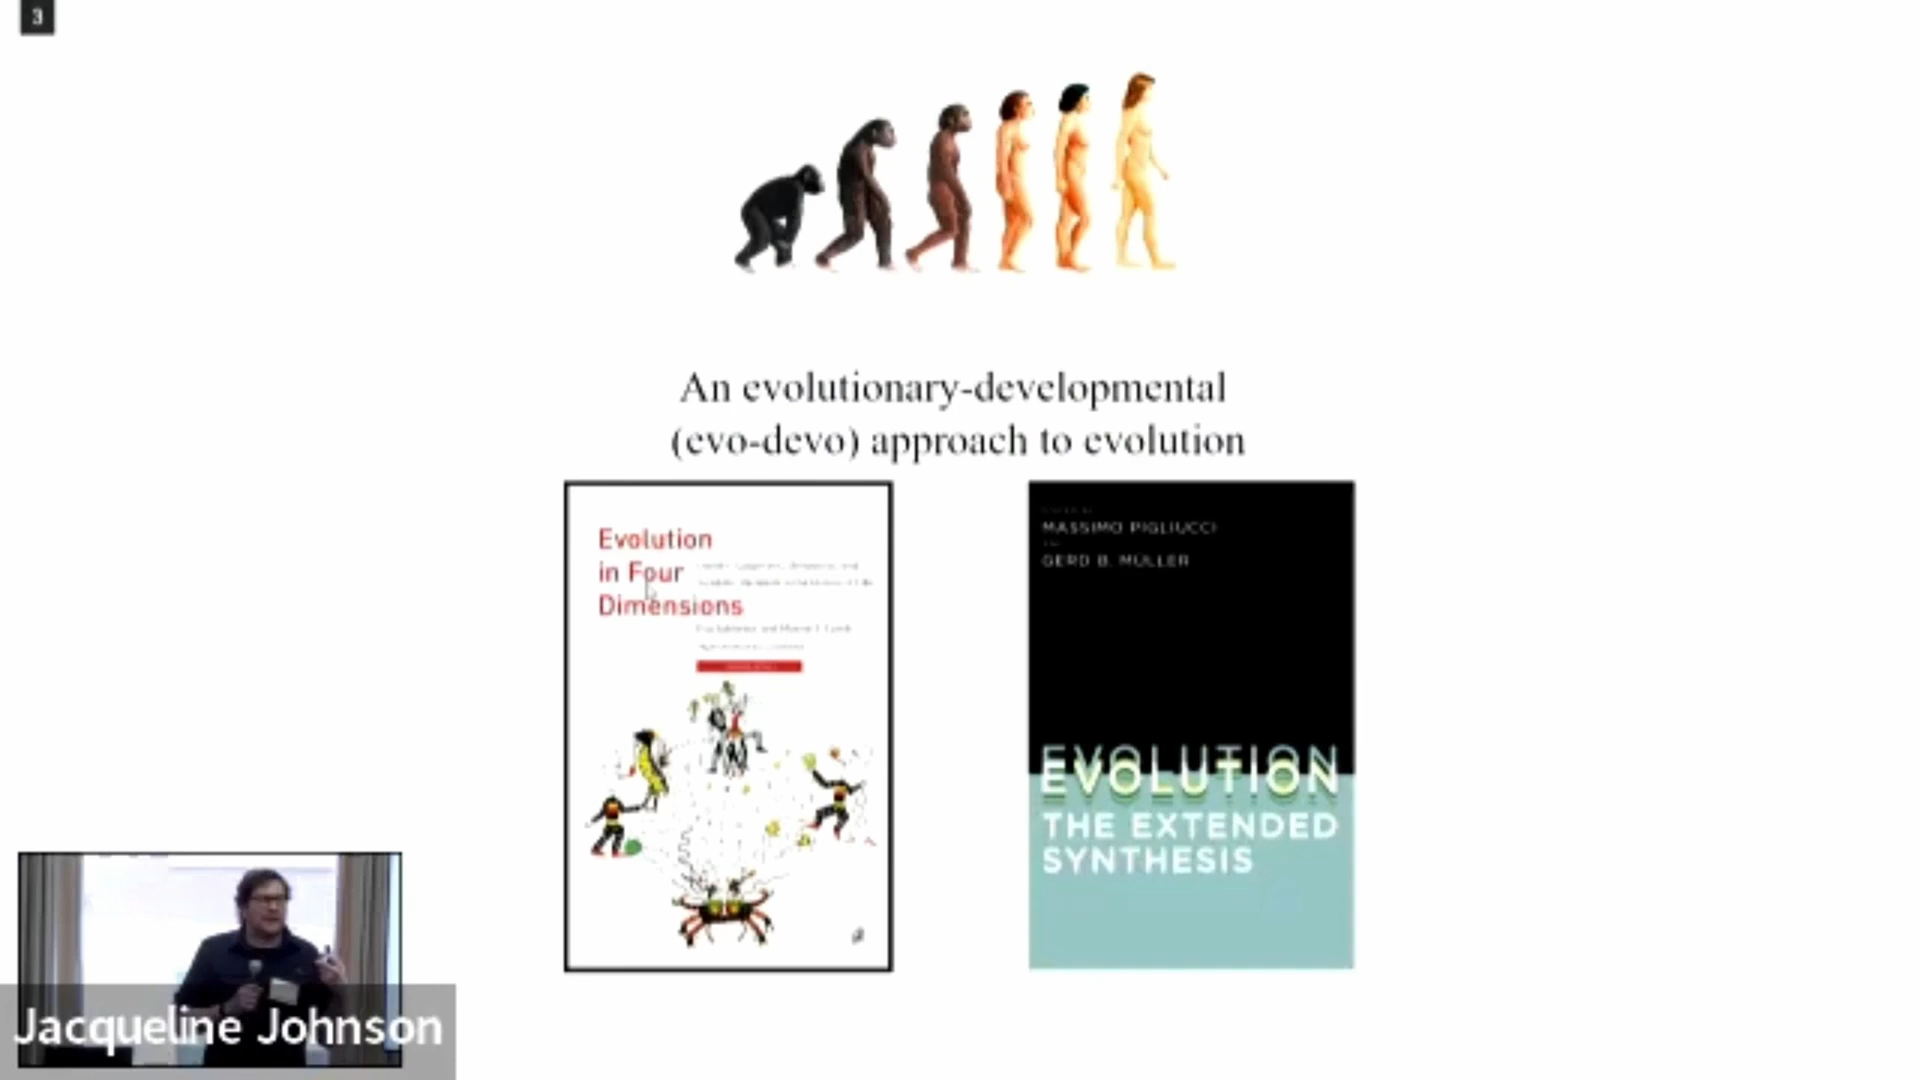 3
An evolutionary-developmental
(evo-devo) approach to evolution
Evolution
in Four
Dimensions
MASSIMO PIGLIUCCI
GERD B. MÜLLER
EVOLUTION
THE EXTENDED
SYNTHESIS
Jacqueline Johnson